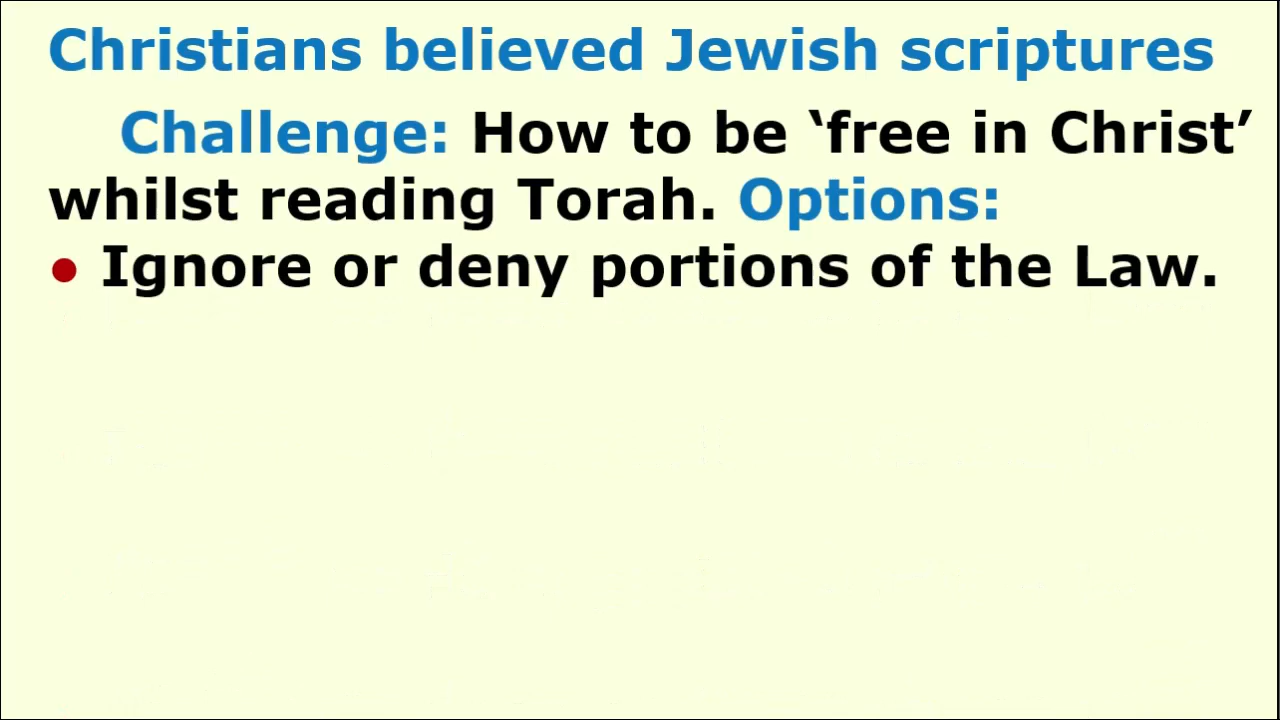 Christians believed Jewish scriptures
Challenge: How to be ‘free in Christ’
whilst reading Torah. Options:
● Ignore or deny portions of the Law.